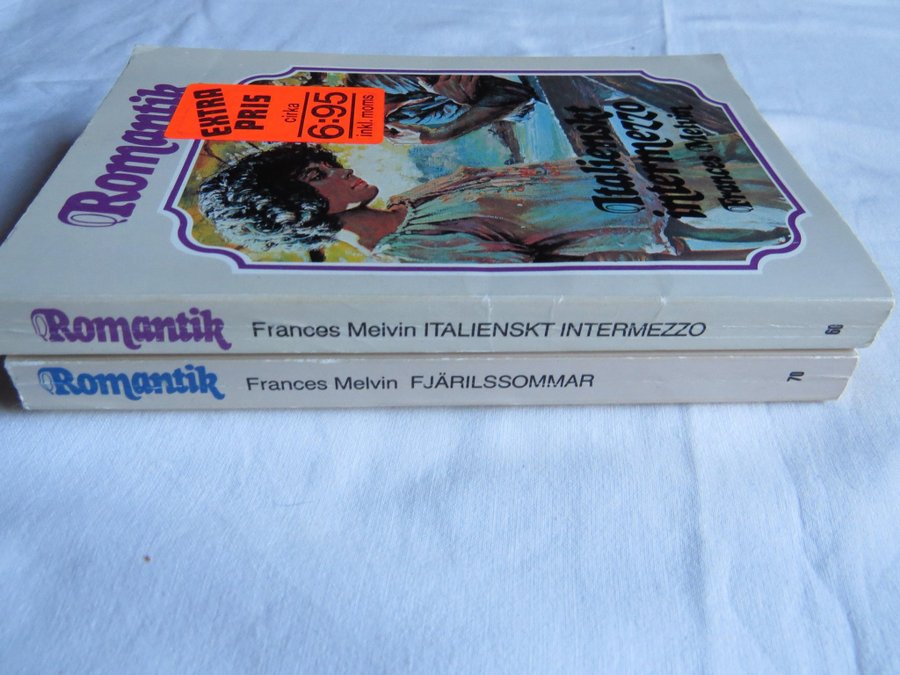 Romantik
EXTRA
PRIS
cirka
6:95
inkl. moms
Italienskt
intermezzo
Frances Melvin
Romantik Frances Melvin ITALIENSKT INTERMEZZO
Romantik Frances Melvin FJÄRILSSOMMAR 70